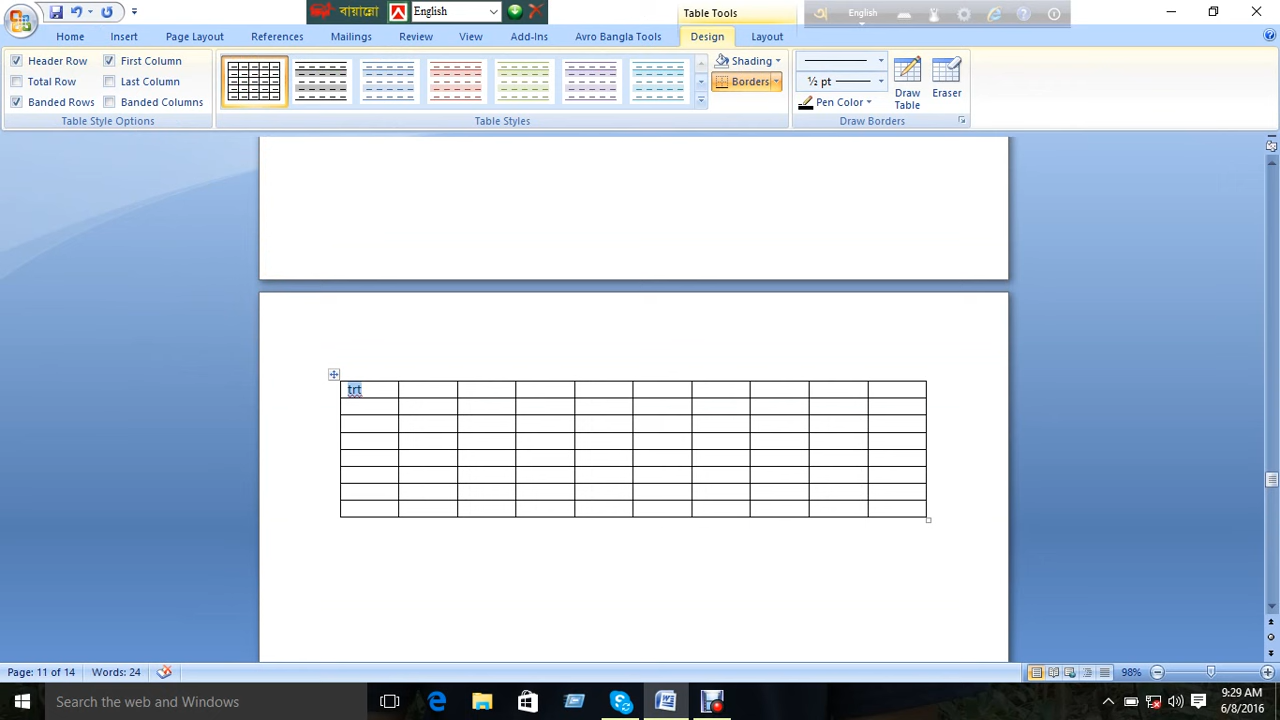 বায়ান্নো English Table Tools English
Home Insert Page Layout References Mailings Review View Add-Ins Avro Bangla Tools Design Layout
Header Row First Column Shading
Total Row Last Column Borders ½ pt Draw Table Eraser
Banded Rows Banded Columns Pen Color
Table Style Options Table Styles Draw Borders
trt
Page: 11 of 14 Words: 24 98%
Search the web and Windows 9:29 AM
6/8/2016